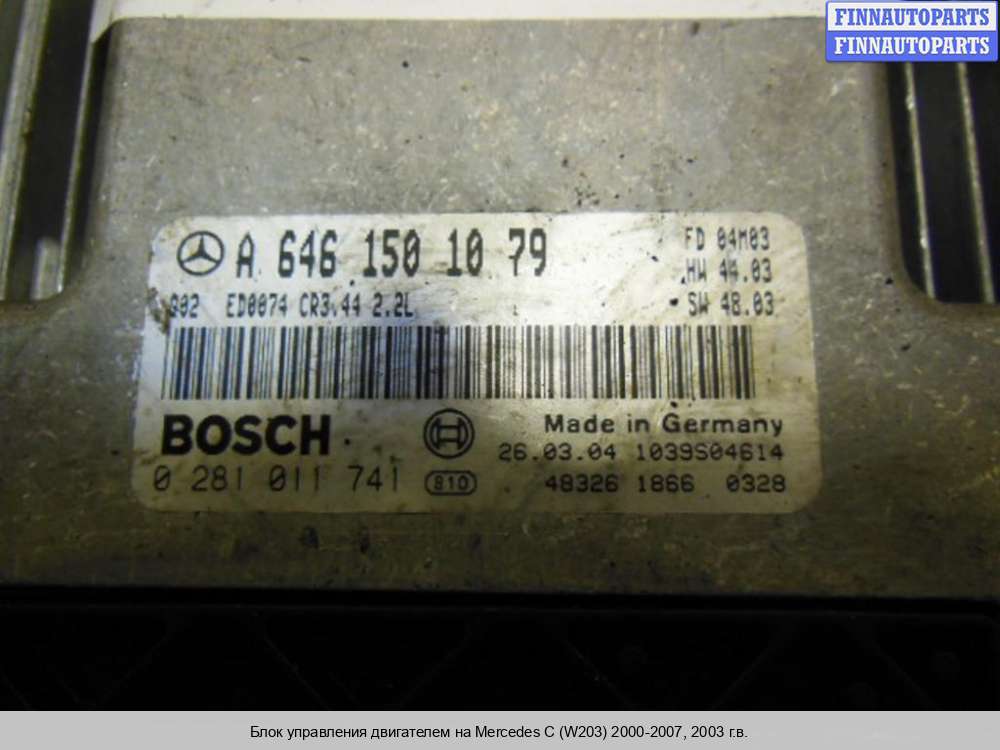 FINNAUTOPARTS
FINNAUTOPARTS
A 646 150 10 79
FD 04M03
HW 44.03
G02 ED0074 CR3.44 2.2L
SW 48.03
BOSCH
Made in Germany
26.03.04 1039S04614
0 281 011 741
810
48326 1866 0328
Блок управления двигателем на Mercedes C (W203) 2000-2007, 2003 г.в.